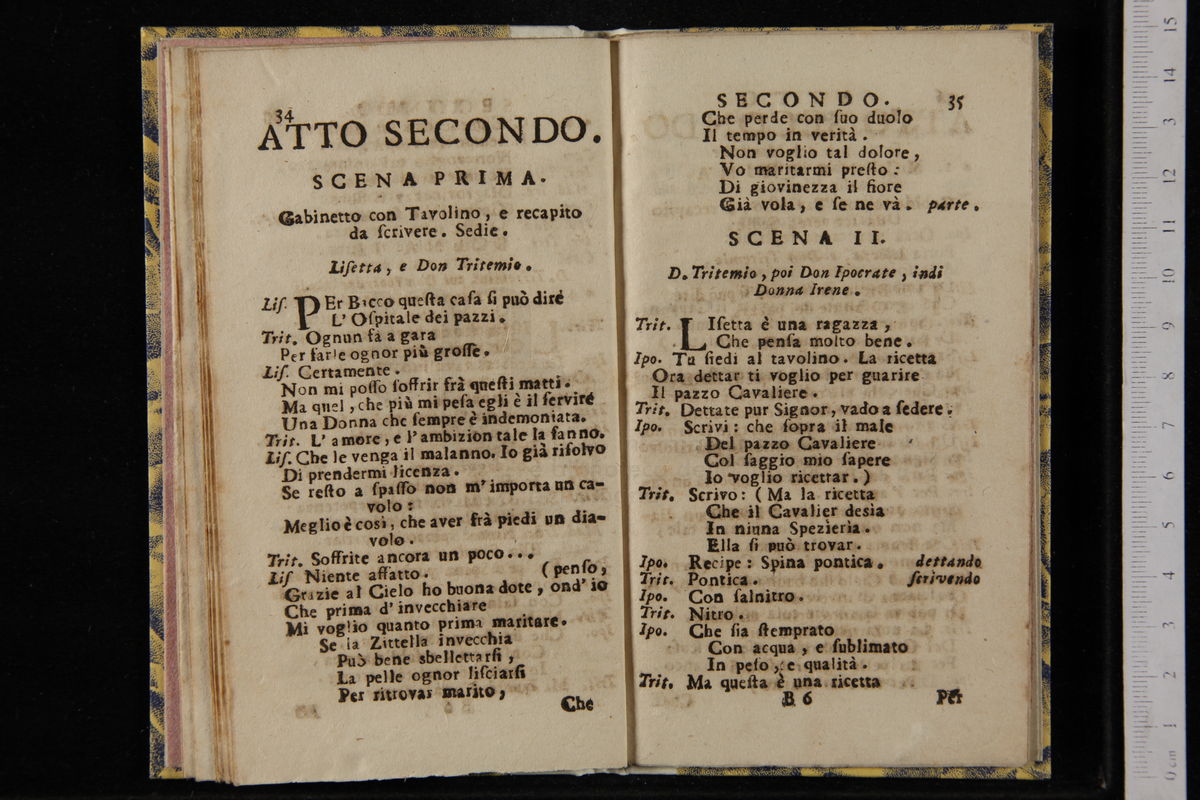 34
ATTO SECONDO.
SCENA PRIMA.
Gabinetto con Tavolino, e recapito
da ſcrivere. Sedie.
Liſetta, e Don Tritemio.
Liſ. PEr Bacco queſta caſa ſi può dire
L' Oſpitale dei pazzi.
Trit. Ognun fà a gara
Per farle ognor più groſſe.
Liſ. Certamente.
Non mi poſſo ſoffrir frà queſti matti.
Ma quel, che più mi peſa egli è il ſervire
Una Donna che ſempre è indemoniata.
Trit. L' amore, e l'ambizion tale la fanno.
Liſ. Che le venga il malanno. Io già riſolvo
Di prendermi licenza.
Se reſto a ſpaſſo non m' importa un ca-
volo:
Meglio è così, che aver frà piedi un dia-
volo.
Trit. Soffrite ancora un poco...
Liſ Niente affatto. (penſo,
Grazie al Cielo ho buona dote, ond' io
Che prima d' invecchiare
Mi voglio quanto prima maritare.
Se la Zittella invecchia
Può bene sbellettarſi,
La pelle ognor liſciarſi
Per ritrovar marito,
Che
SECONDO. 35
Che perde con ſuo duolo
Il tempo in verità.
Non voglio tal dolore,
Vo maritarmi preſto:
Di giovinezza il fiore
Già vola, e ſe ne và. parte.
SCENA II.
D. Tritemio, poi Don Ipocrate, indi
Donna Irene.
Trit. LIſetta è una ragazza,
Che penſa molto bene.
Ipo. Tu ſiedi al tavolino. La ricetta
Ora dettar ti voglio per guarire
Il pazzo Cavaliere.
Trit. Dettate pur Signor, vado a ſedere.
Ipo. Scrivi: che ſopra il male
Del pazzo Cavaliere
Col ſaggio mio ſapere
Io voglio ricettar.)
Trit. Scrivo: (Ma la ricetta
Che il Cavalier desia
In niuna Spezieria.
Ella ſi può trovar.
Ipo. Recipe: Spina pontica. dettando
Trit. Pontica. ſcrivendo
Ipo. Con ſalnitro.
Trit. Nitro.
Ipo. Che ſia ſtemprato
Con acqua, e ſublimato
In peſo, e qualità.
Trit. Ma queſta è una ricetta
B 6 Per